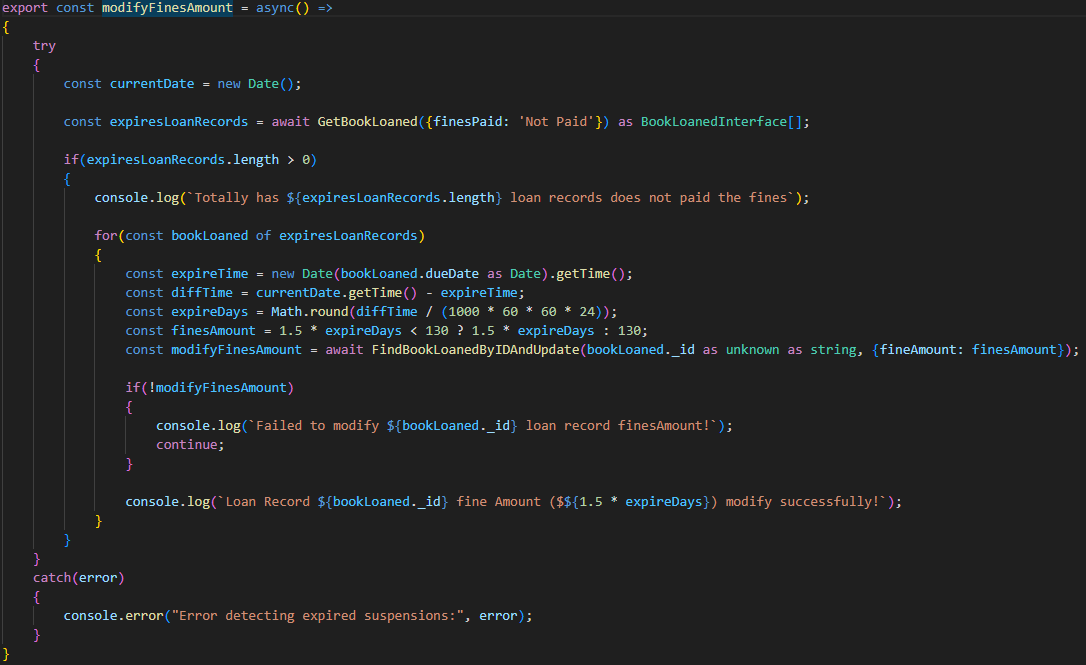 export const modifyFinesAmount = async() =>
{
    try
    {
        const currentDate = new Date();

        const expiresLoanRecords = await GetBookLoaned({finesPaid: 'Not Paid'}) as BookLoanedInterface[];

        if(expiresLoanRecords.length > 0)
        {
            console.log(`Totally has ${expiresLoanRecords.length} loan records does not paid the fines`);

            for(const bookLoaned of expiresLoanRecords)
            {
                const expireTime = new Date(bookLoaned.dueDate as Date).getTime();
                const diffTime = currentDate.getTime() - expireTime;
                const expireDays = Math.round(diffTime / (1000 * 60 * 60 * 24));
                const finesAmount = 1.5 * expireDays < 130 ? 1.5 * expireDays : 130;
                const modifyFinesAmount = await FindBookLoanedByIDAndUpdate(bookLoaned._id as unknown as string, {fineAmount: finesAmount});

                if(!modifyFinesAmount)
                {
                    console.log(`Failed to modify ${bookLoaned._id} loan record finesAmount!`);
                    continue;
                }

                console.log(`Loan Record ${bookLoaned._id} fine Amount ($${1.5 * expireDays}) modify successfully!`);
            }
        }
    }
    catch(error)
    {
        console.error("Error detecting expired suspensions:", error);
    }
}